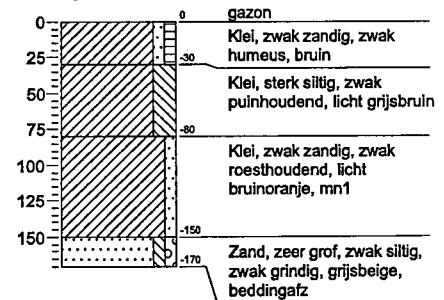 0
gazon
0
Klei, zwak zandig, zwak
humeus, bruin
25
-30
50
Klei, sterk siltig, zwak
puinhoudend, licht grijsbruin
75
-80
100
Klei, zwak zandig, zwak
roesthoudend, licht
bruinoranje, mn1
125
150
-150
Zand, zeer grof, zwak siltig,
zwak grindig, grijsbeige,
beddingafz
-170